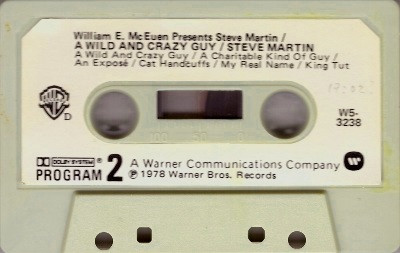 William E. McEuen Presents Steve Martin /
A WILD AND CRAZY GUY / STEVE MARTIN
A Wild And Crazy Guy / A Charitable Kind Of Guy /
An Exposé / Cat Handcuffs / My Real Name / King Tut
17:02
D
W5-
3238
DOLBY SYSTEM
PROGRAM 2
A Warner Communications Company
℗ 1978 Warner Bros. Records